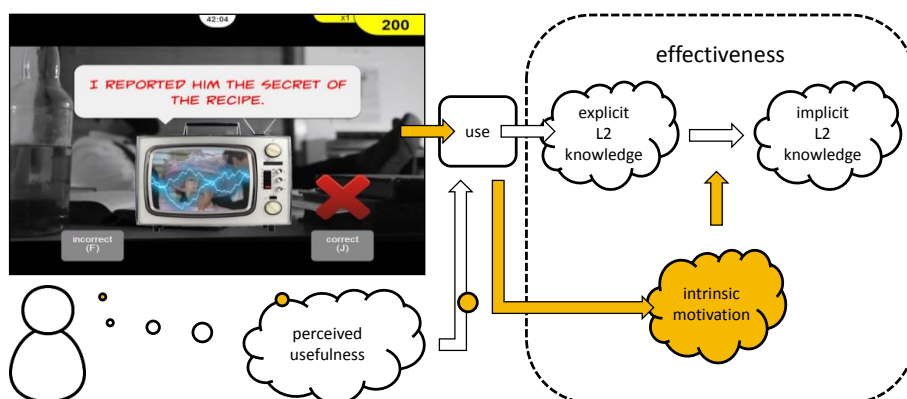 42:04
x1
200
I REPORTED HIM THE SECRET OF
THE RECIPE.
incorrect
(F)
correct
(J)
use
effectiveness
explicit
L2
knowledge
implicit
L2
knowledge
intrinsic
motivation
perceived
usefulness